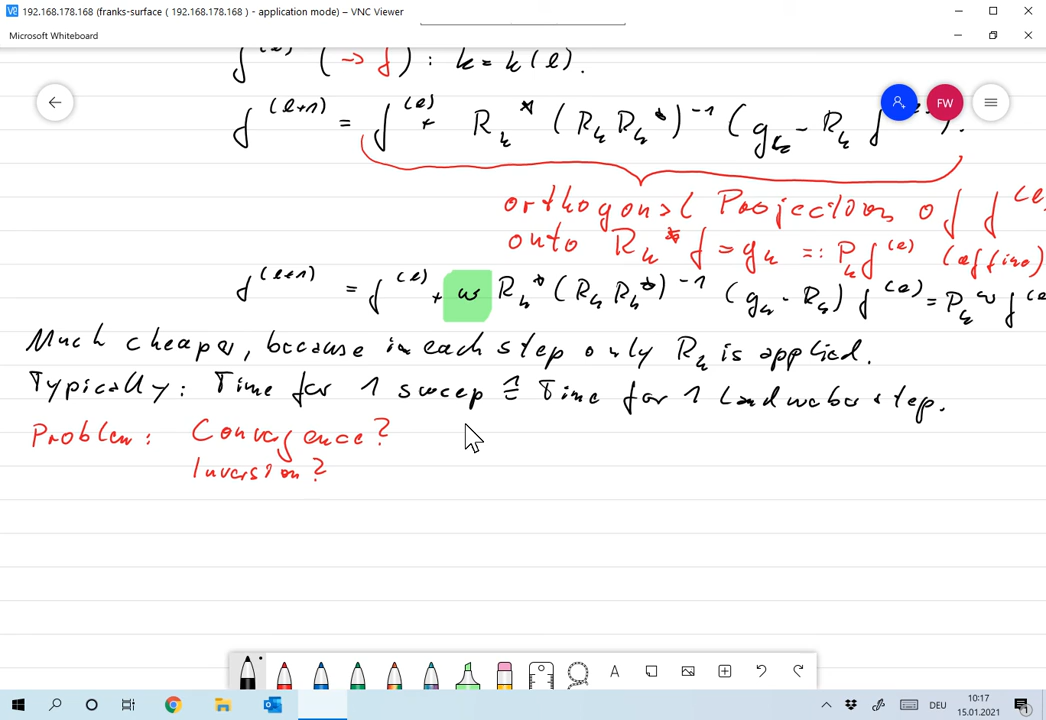 192.168.178.168 (franks-surface ( 192.168.178.168 ) - application mode) – VNC Viewer
Microsoft Whiteboard
f^(l) (→ f) : k = k(l).
f^(l+1) = f^(l) + R_k^* (R_k R_k^*)^-1 (g_k - R_k f^(l)).
FW
orthogonal Projection of f^(l
onto R_k^* f = g_k =: P_k f^(l) (affine)
f^(l+1) = f^(l) + ω R_k^* (R_k R_k^*)^-1 (g_k - R_k) f^(l) = P_k^ω f^(l
Much cheaper, because in each step only R_k is applied.
Typically: Time for 1 sweep ≙ Time for 1 Landweber step.
Problem: Convergence?
Inversion?
A
DEU
10:17
15.01.2021
1